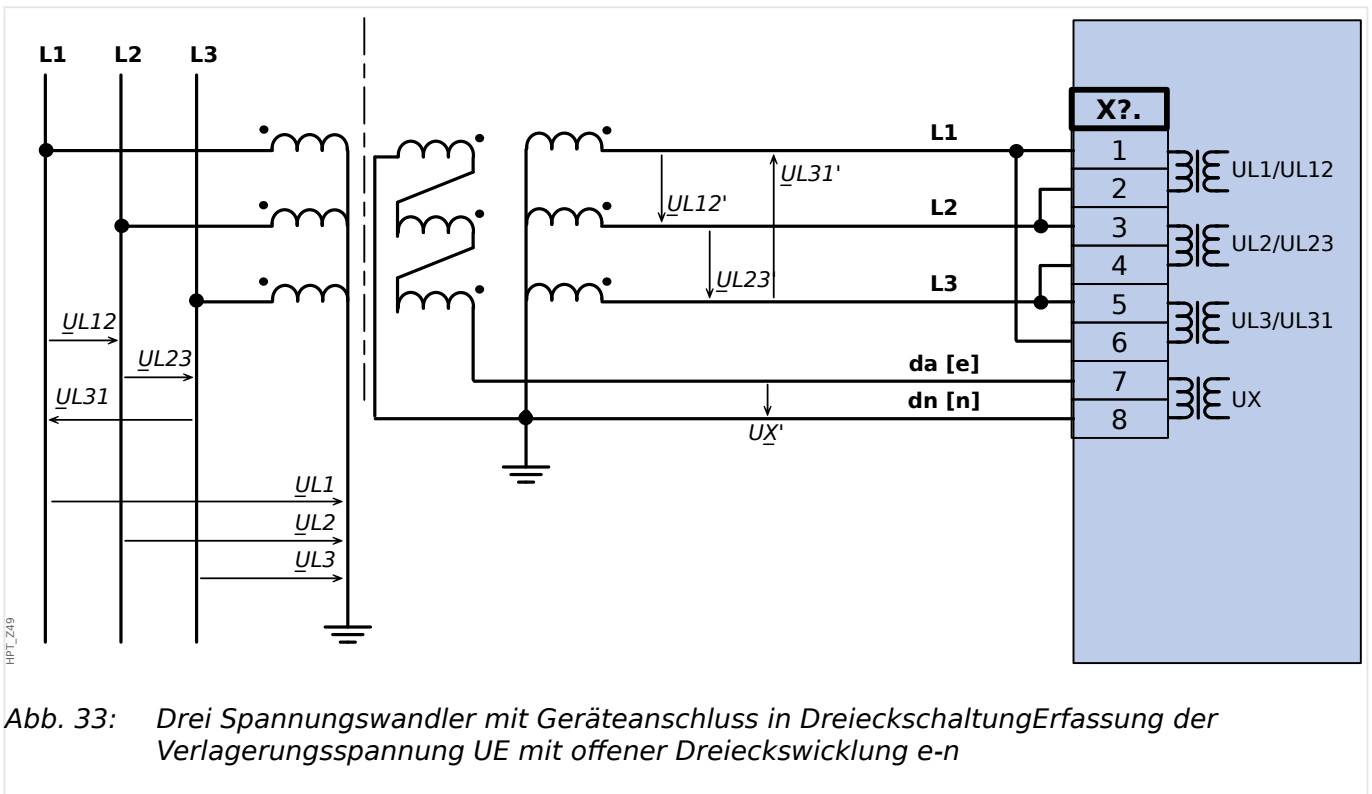 L1 L2 L3
X?.
L1
1
UL31'
UL1/UL12
2
UL12'
L2
3
UL2/UL23
4
UL23'
L3
5
UL12
UL3/UL31
6
UL23
da [e]
7
UL31
dn [n]
UX
8
UX'
UL1
UL2
UL3
HPT_Z49
Abb. 33: Drei Spannungswandler mit Geräteanschluss in DreieckschaltungErfassung der
Verlagerungsspannung UE mit offener Dreieckswicklung e-n